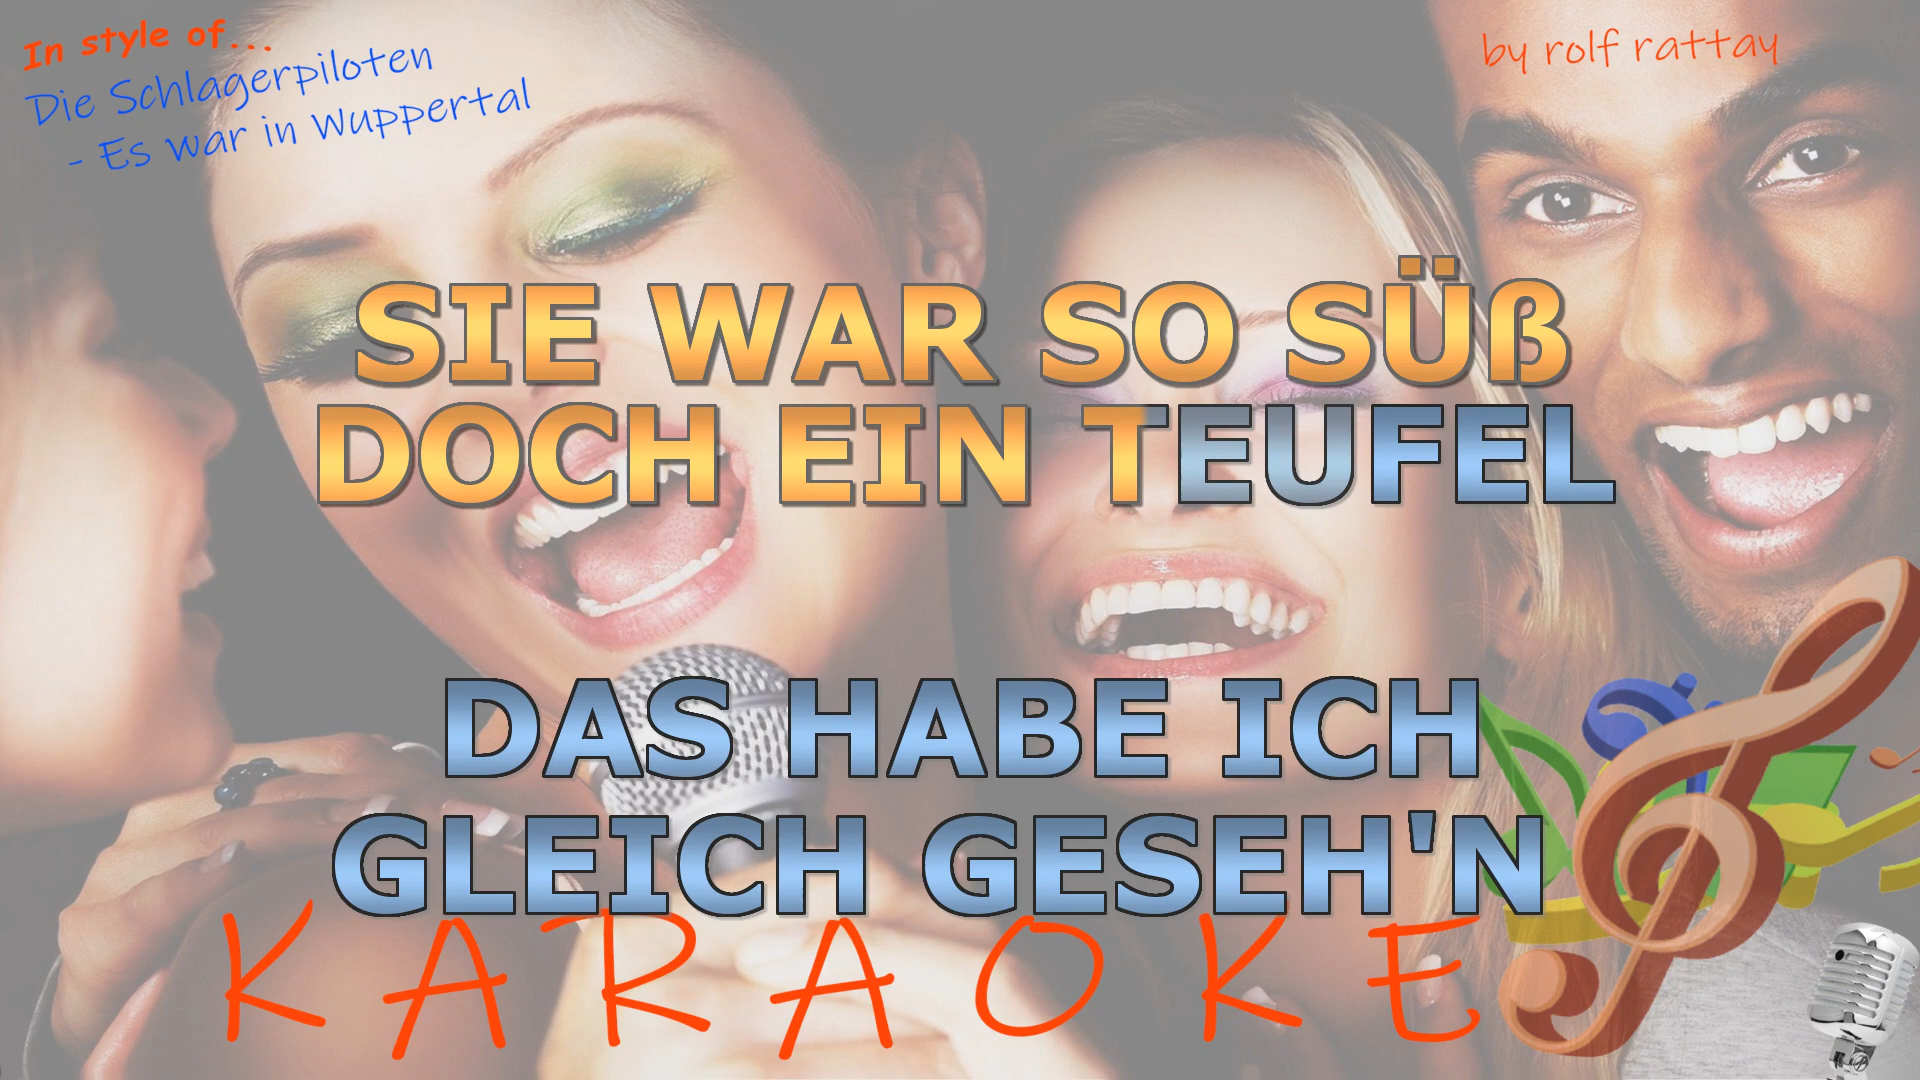 In style of...
Die Schlagerpiloten
- Es war in Wuppertal
by rolf rattay
SIE WAR SO SÜß
DOCH EIN TEUFEL
DAS HABE ICH
GLEICH GESEH'N
KARAOKE